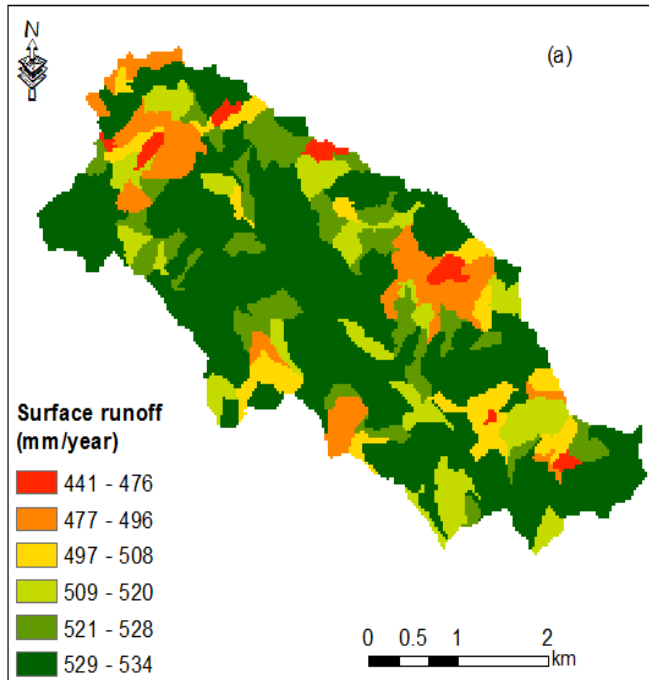 N
(a)
Surface runoff
(mm/year)
441 - 476
477 - 496
497 - 508
509 - 520
521 - 528
529 - 534
0 0.5 1 2
km